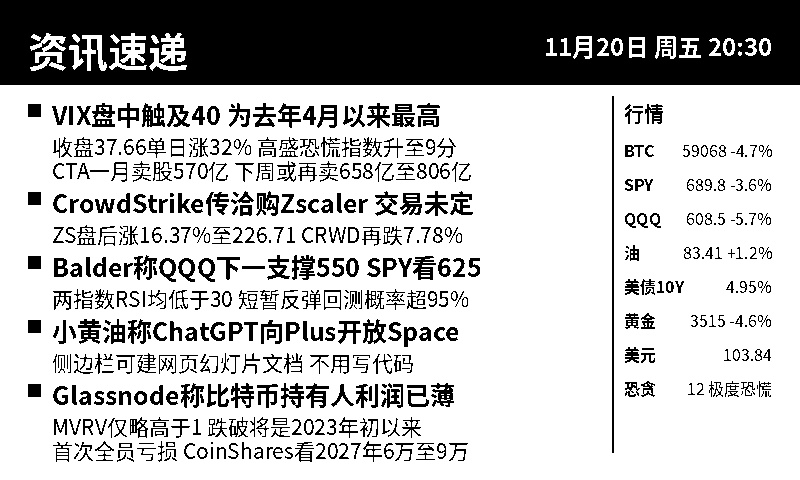 资讯速递
11月20日 周五 20:30
VIX盘中触及40 为去年4月以来最高
收盘37.66单日涨32% 高盛恐慌指数升至9分
CTA一月卖股570亿 下周或再卖658亿至806亿
CrowdStrike传洽购Zscaler 交易未定
ZS盘后涨16.37%至226.71 CRWD再跌7.78%
Balder称QQQ下一支撑550 SPY看625
两指数RSI均低于30 短暂反弹回测概率超95%
小黄油称ChatGPT向Plus开放Space
侧边栏可建网页幻灯片文档 不用写代码
Glassnode称比特币持有人利润已薄
MVRV仅略高于1 跌破将是2023年初以来
首次全员亏损 CoinShares看2027年6万至9万
行情
BTC 59068 -4.7%
SPY 689.8 -3.6%
QQQ 608.5 -5.7%
油 83.41 +1.2%
美债10Y 4.95%
黄金 3515 -4.6%
美元 103.84
恐贪 12 极度恐慌